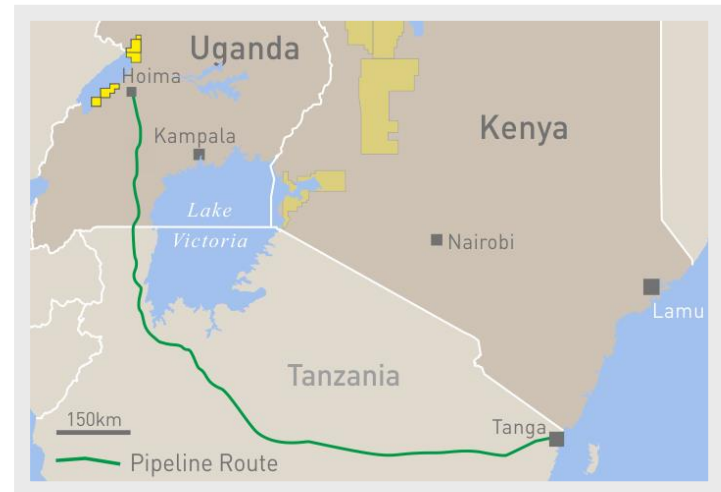 Uganda
Hoima
Kampala
Kenya
Lake
Victoria
Nairobi
Lamu
Tanzania
150km
Tanga
Pipeline Route